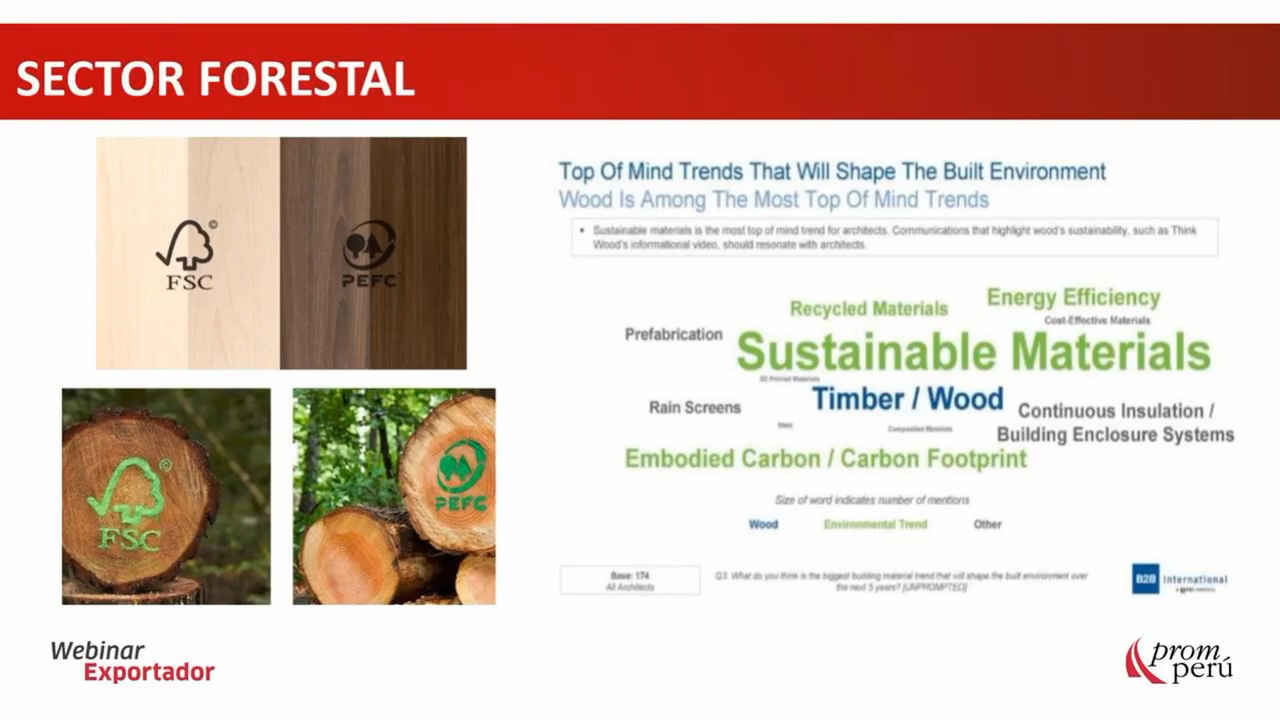 SECTOR FORESTAL
FSC
PEFC
FSC
PEFC
Top Of Mind Trends That Will Shape The Built Environment
Wood Is Among The Most Top Of Mind Trends
• Sustainable materials is the most top of mind trend for architects. Communications that highlight wood's sustainability, such as Think
Wood's informational video, should resonate with architects.
Recycled Materials
Energy Efficiency
Cost-Effective Materials
Prefabrication
Sustainable Materials
3D Printed Materials
Timber / Wood
Rain Screens
Continuous Insulation /
Building Enclosure Systems
Steel
Composited Materials
Embodied Carbon / Carbon Footprint
Size of word indicates number of mentions
Wood Environmental Trend Other
Base: 174
All Architects
Q3. What do you think is the biggest building material trend that will shape the built environment over
the next 5 years? [UNPROMPTED]
B2B International
Webinar
Exportador
prom
perú